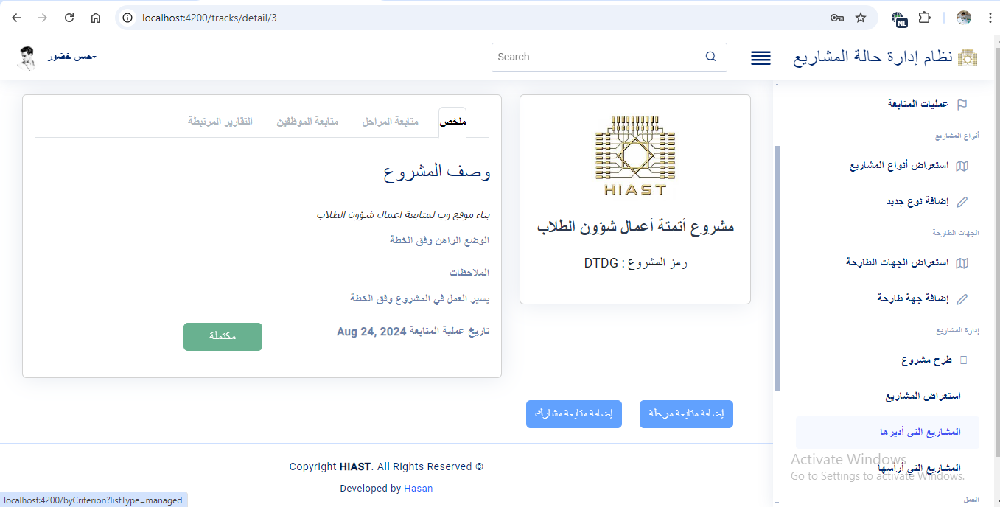 localhost:4200/tracks/detail/3
NL
نظام إدارة حالة المشاريع
Search
حسن خضور
عمليات المتابعة
أنواع المشاريع
استعراض أنواع المشاريع
إضافة نوع جديد
الجهات الطارحة
استعراض الجهات الطارحة
إضافة جهة طارحة
إدارة المشاريع
طرح مشروع
استعراض المشاريع
المشاريع التي أديرها
المشاريع التي أرأسها
العمل
HIAST
مشروع أتمتة أعمال شؤون الطلاب
رمز المشروع : DTDG
ملخص متابعة المراحل متابعة الموظفين التقارير المرتبطة
وصف المشروع
بناء موقع وب لمتابعة اعمال شؤون الطلاب
الوضع الراهن وفق الخطة
الملاحظات
يسير العمل في المشروع وفق الخطة
تاريخ عملية المتابعة Aug 24, 2024
مكتملة
إضافة متابعة مرحلة
إضافة متابعة مشارك
Copyright HIAST. All Rights Reserved ©
Developed by Hasan
Activate Windows
Go to Settings to activate Windows.
localhost:4200/byCriterion?listType=managed